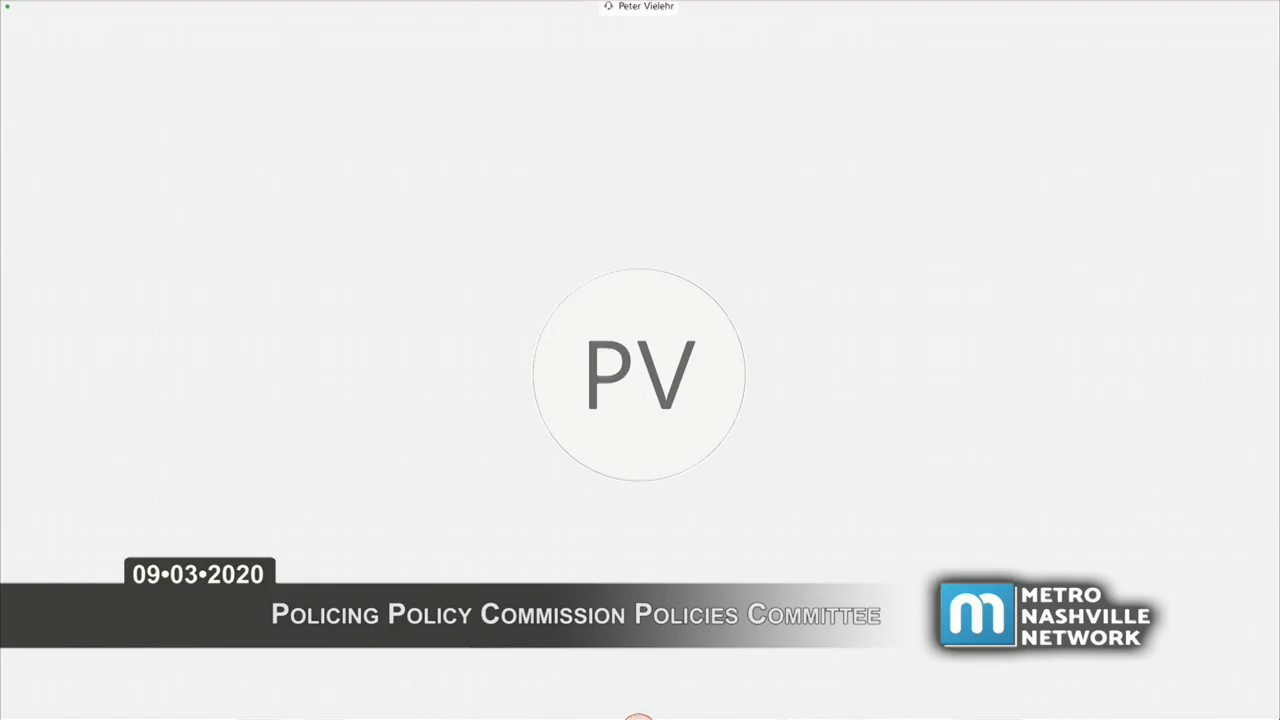 Peter Vielehr
PV
09•03•2020
Policing Policy Commission Policies Committee
m
METRO
NASHVILLE
NETWORK